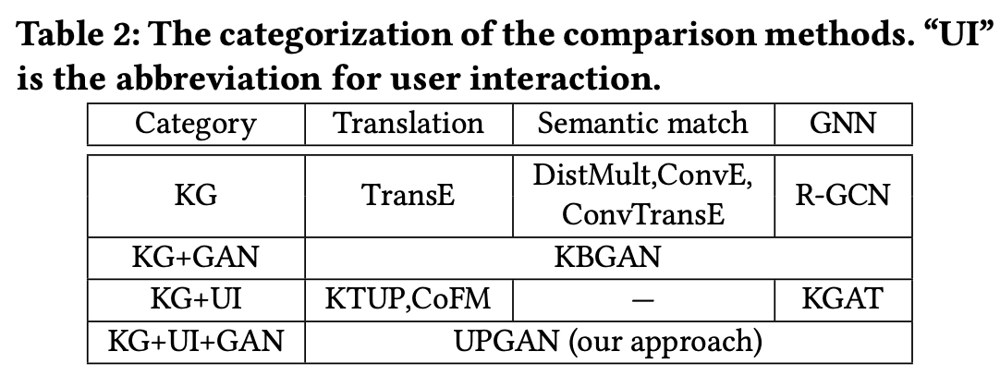 Table 2: The categorization of the comparison methods. “UI”
is the abbreviation for user interaction.
Category Translation Semantic match GNN
KG TransE DistMult,ConvE, R-GCN
ConvTransE
KG+GAN KBGAN
KG+UI KTUP,CoFM — KGAT
KG+UI+GAN UPGAN (our approach)